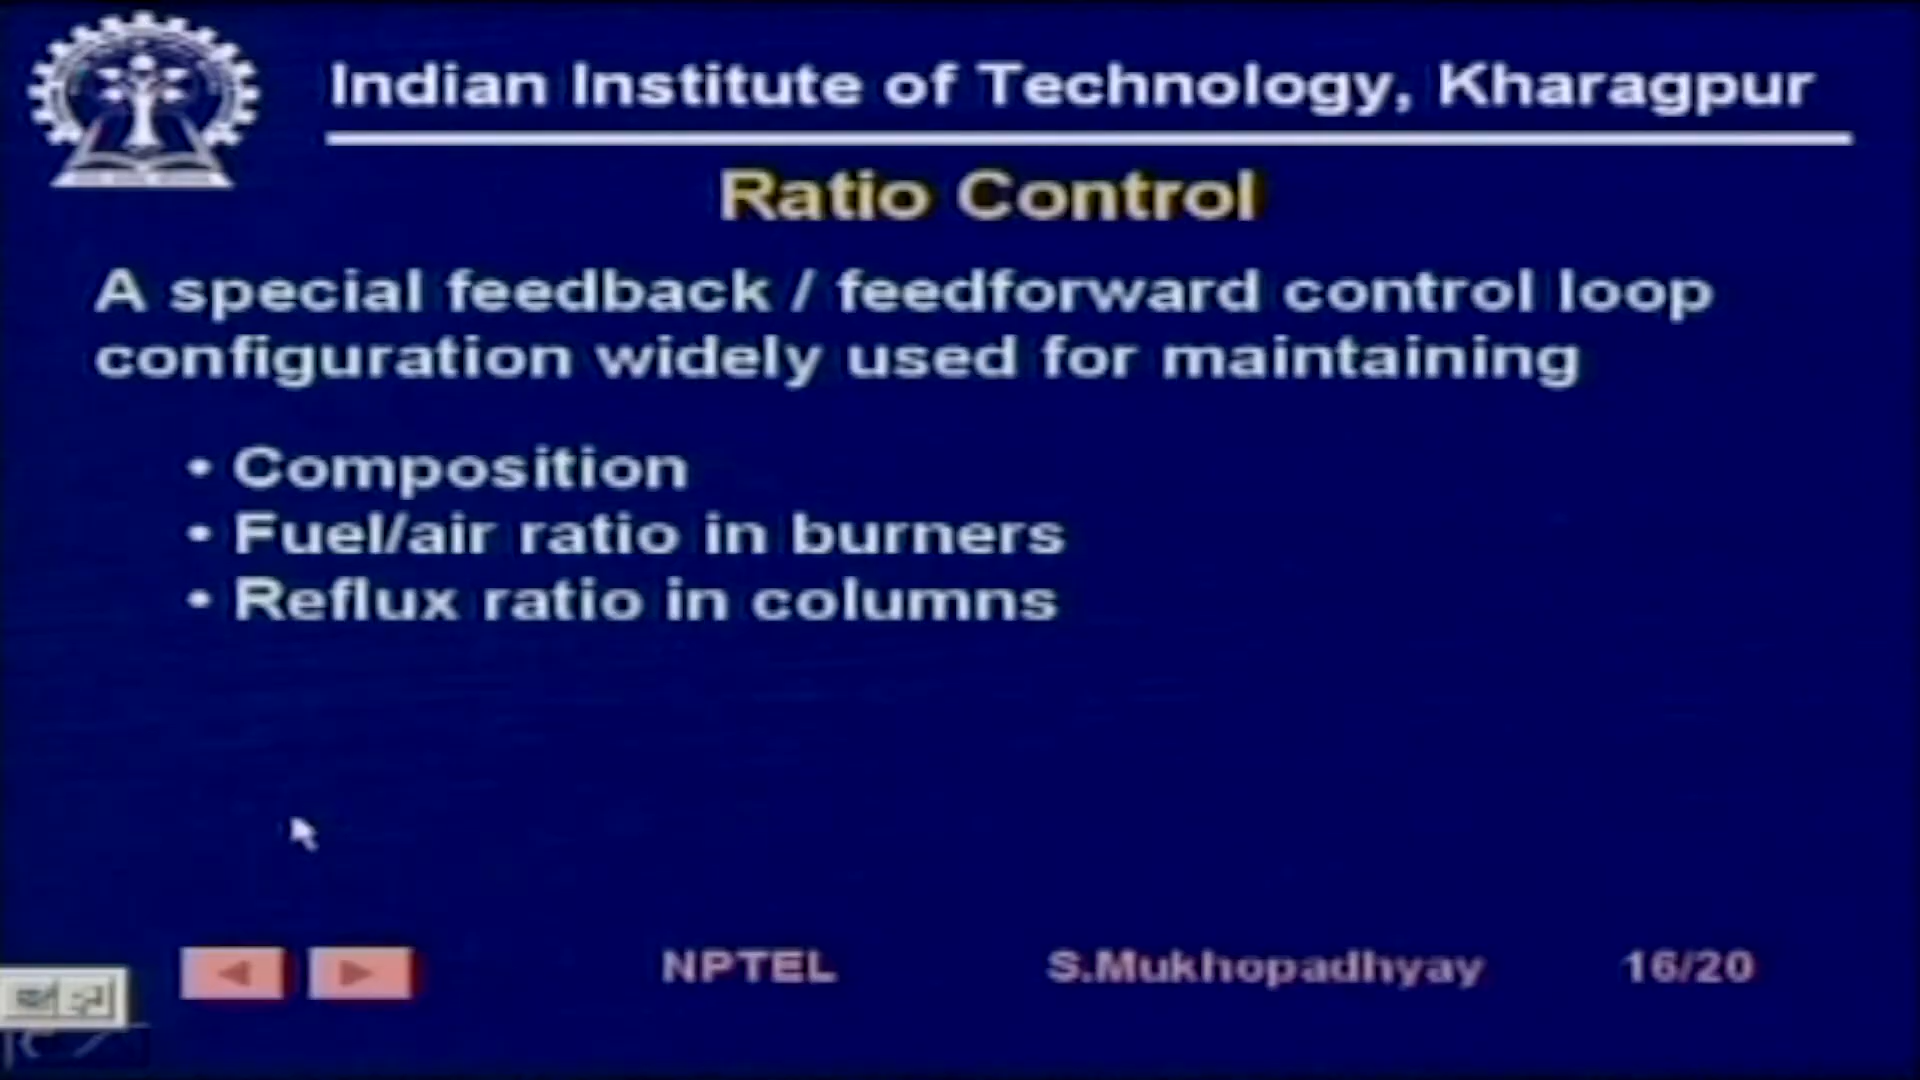 Indian Institute of Technology, Kharagpur
Ratio Control
A special feedback / feedforward control loop
configuration widely used for maintaining
• Composition
• Fuel/air ratio in burners
• Reflux ratio in columns
NPTEL S.Mukhopadhyay 16/20